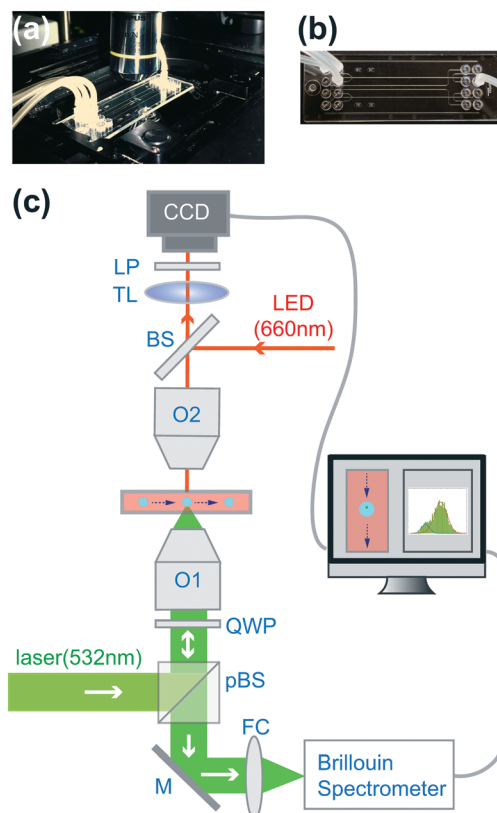 (a)
(b)
(c)
CCD
LP
TL
LED
(660nm)
BS
O2
O1
QWP
laser(532nm)
pBS
FC
M
Brillouin
Spectrometer